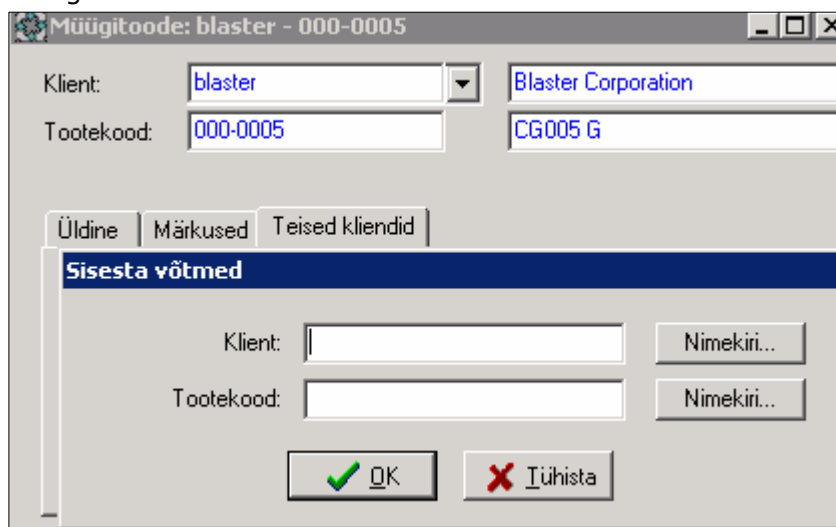 Müügitoode: blaster - 000-0005
Klient: blaster Blaster Corporation
Tootekood: 000-0005 CG005 G
Üldine Märkused Teised kliendid
Sisesta võtmed
Klient: Nimekiri...
Tootekood: Nimekiri...
OK Tühista